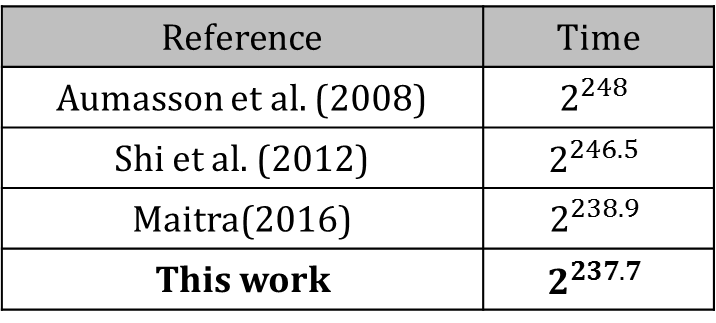 Reference Time
Aumasson et al. (2008) 2^248
Shi et al. (2012) 2^246.5
Maitra(2016) 2^238.9
This work 2^237.7